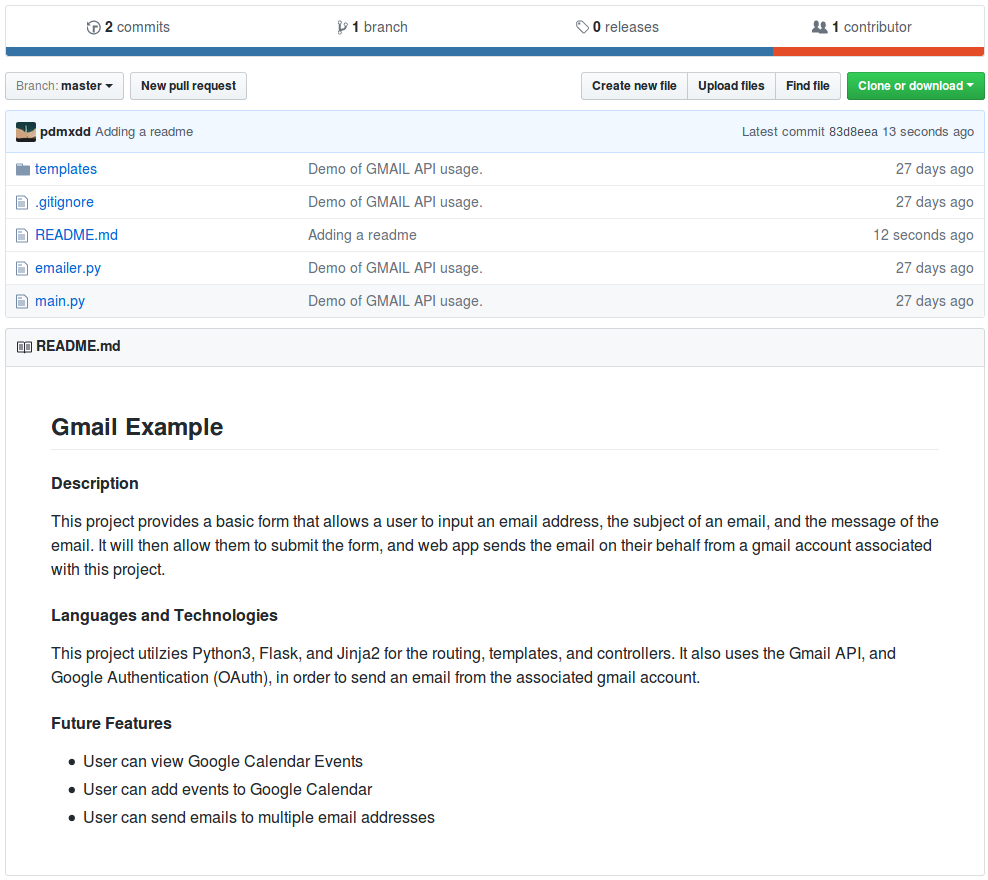 2 commits 1 branch 0 releases 1 contributor
Branch: master New pull request Create new file Upload files Find file Clone or download
pdmxdd Adding a readme Latest commit 83d8eea 13 seconds ago
templates Demo of GMAIL API usage. 27 days ago
.gitignore Demo of GMAIL API usage. 27 days ago
README.md Adding a readme 12 seconds ago
emailer.py Demo of GMAIL API usage. 27 days ago
main.py Demo of GMAIL API usage. 27 days ago
README.md
Gmail Example
Description
This project provides a basic form that allows a user to input an email address, the subject of an email, and the message of the
email. It will then allow them to submit the form, and web app sends the email on their behalf from a gmail account associated
with this project.
Languages and Technologies
This project utilzies Python3, Flask, and Jinja2 for the routing, templates, and controllers. It also uses the Gmail API, and
Google Authentication (OAuth), in order to send an email from the associated gmail account.
Future Features
User can view Google Calendar Events
User can add events to Google Calendar
User can send emails to multiple email addresses